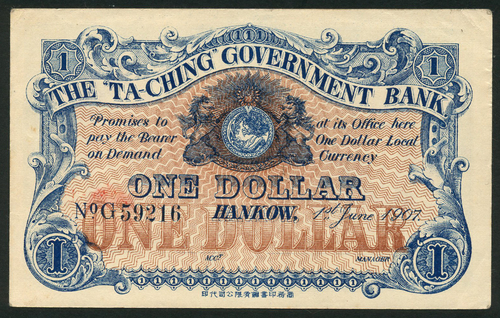 1 1
THE TA-CHING GOVERNMENT BANK
Promises to at its Office here
pay the Bearer One Dollar Local
on Demand Currency
ONE DOLLAR
NºG 59216 HANKOW, 1st June 1907.
ONE DOLLAR
1 ACCT. MANAGER 1